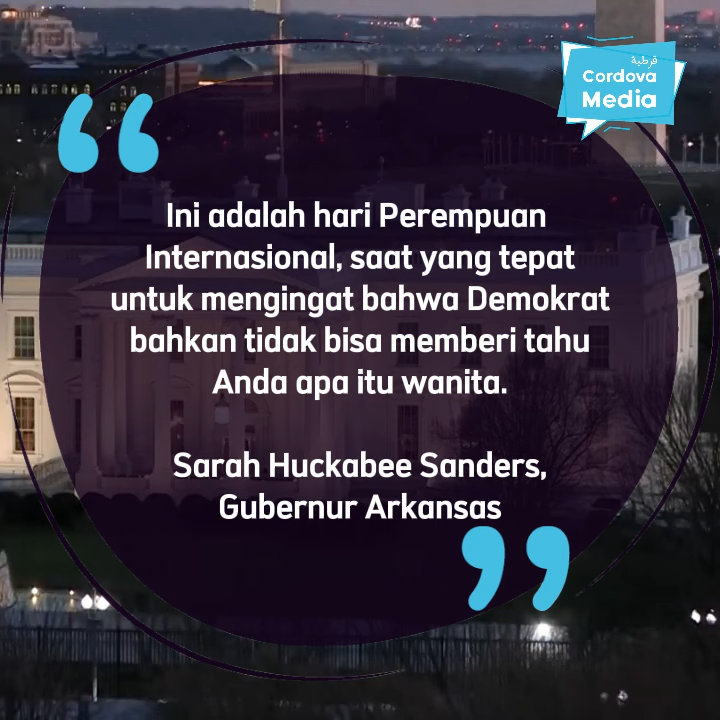 قرطبة
Cordova
Media
Ini adalah hari Perempuan
Internasional, saat yang tepat
untuk mengingat bahwa Demokrat
bahkan tidak bisa memberi tahu
Anda apa itu wanita.
Sarah Huckabee Sanders,
Gubernur Arkansas